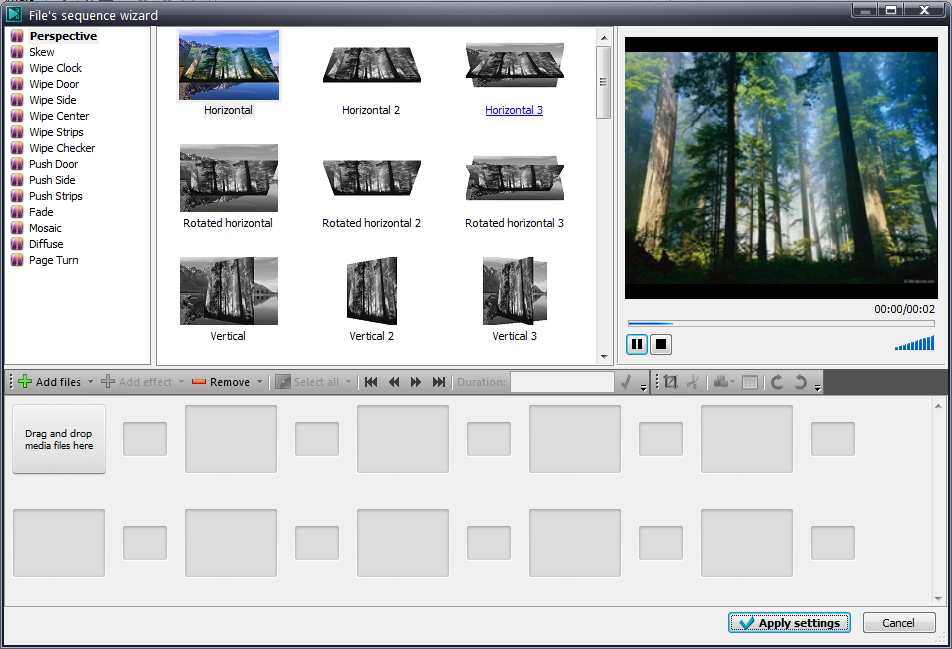 File's sequence wizard
Perspective
Skew
Wipe Clock
Wipe Door
Wipe Side
Wipe Center
Wipe Strips
Wipe Checker
Push Door
Push Side
Push Strips
Fade
Mosaic
Diffuse
Page Turn
Horizontal
Horizontal 2
Horizontal 3
Rotated horizontal
Rotated horizontal 2
Rotated horizontal 3
Vertical
Vertical 2
Vertical 3
00:00/00:02
Add files
Add effect
Remove
Select all
Duration:
Drag and drop
media files here
Apply settings
Cancel